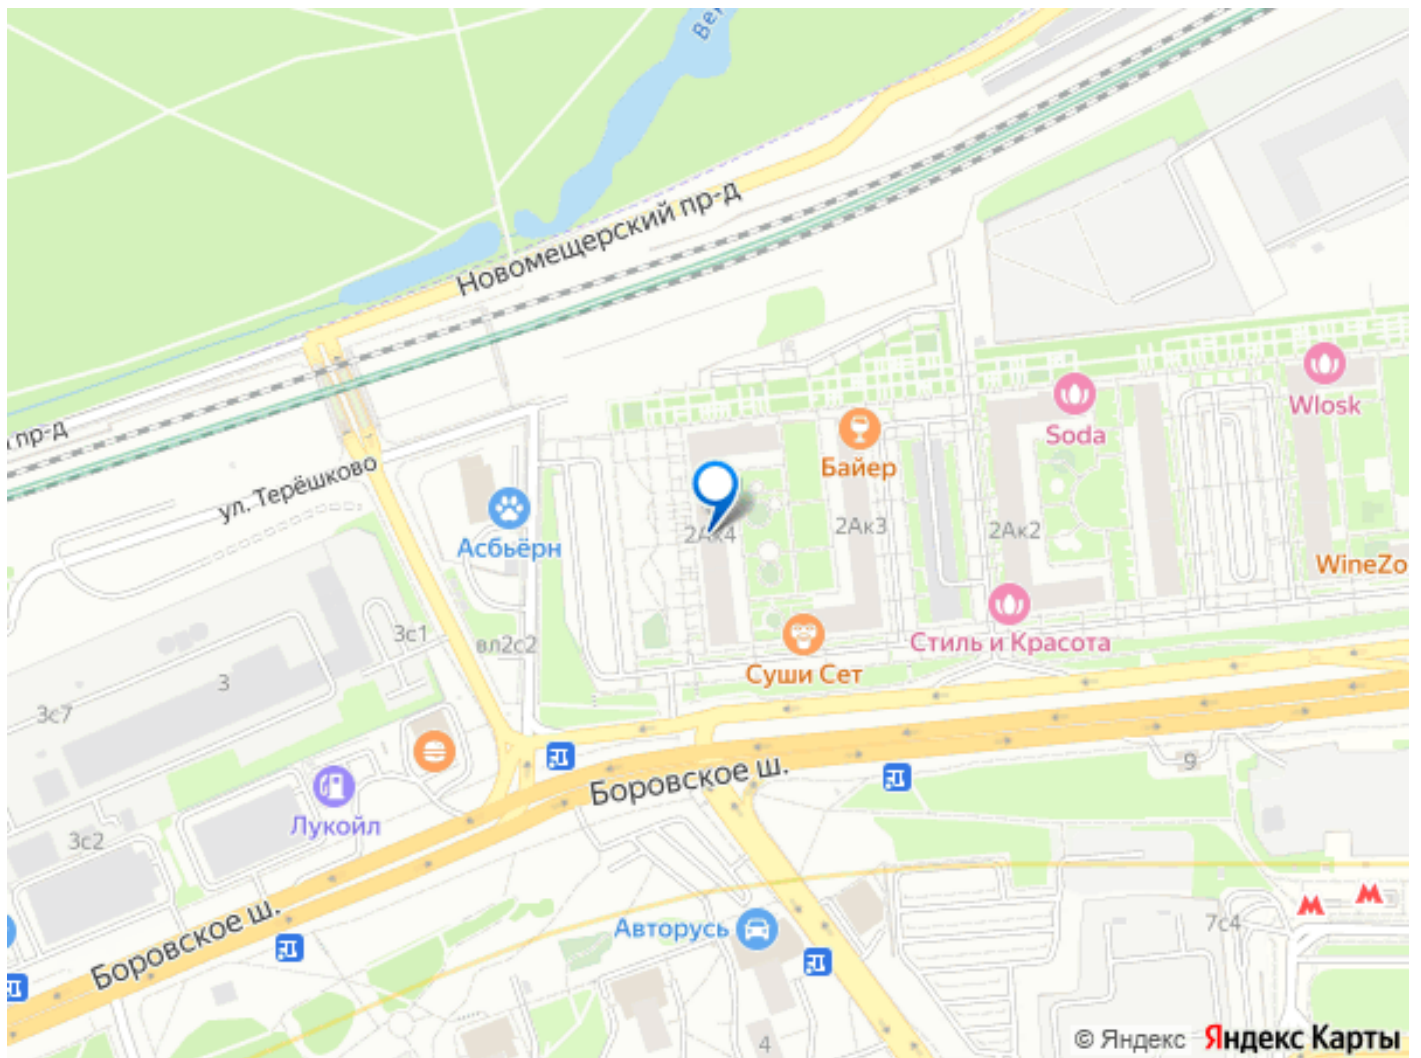 Новомещерский пр-д
пр-д
ул. Терёшково
Wlosk
Soda
Байер
2Ак4
2Ак3
2Ак2
Асбьёрн
WineZo
вл2с2
3с1
3
3с7
Стиль и Красота
Суши Сет
Боровское ш.
9
Лукойл
3с2
Боровское ш.
Авторусь
7с4
4
© Яндекс Яндекс Карты